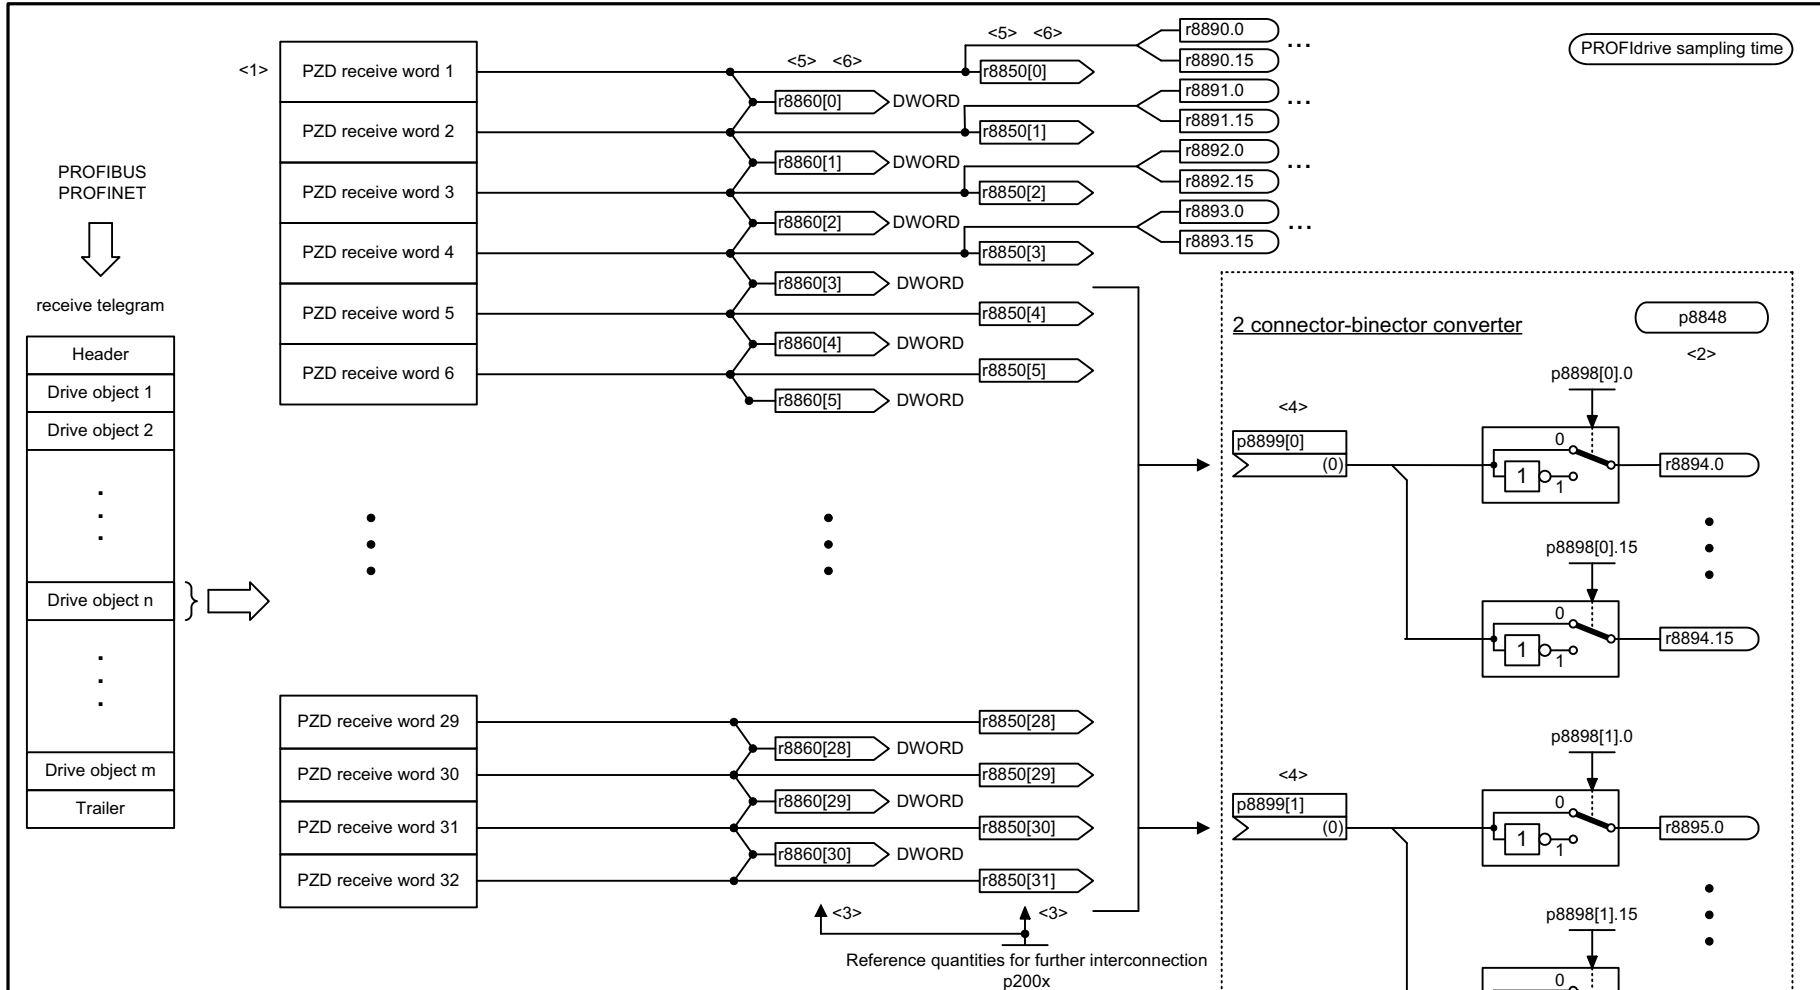 <5> <6>
r8890.0
...
r8890.15
PROFIdrive sampling time
<1>
PZD receive word 1
<5> <6>
r8850[0]
r8860[0] DWORD
r8891.0
...
r8891.15
PZD receive word 2
r8850[1]
r8860[1] DWORD
r8892.0
...
r8892.15
PZD receive word 3
r8850[2]
r8860[2] DWORD
r8893.0
...
r8893.15
PZD receive word 4
r8850[3]
r8860[3] DWORD
PZD receive word 5
r8850[4]
r8860[4] DWORD
PZD receive word 6
r8850[5]
r8860[5] DWORD
PROFIBUS
PROFINET
receive telegram
Header
Drive object 1
Drive object 2
Drive object n
Drive object m
Trailer
PZD receive word 29
r8850[28]
r8860[28] DWORD
PZD receive word 30
r8850[29]
r8860[29] DWORD
PZD receive word 31
r8850[30]
r8860[30] DWORD
PZD receive word 32
r8850[31]
<3>
<3>
Reference quantities for further interconnection
p200x
2 connector-binector converter
p8848
<2>
p8898[0].0
<4>
p8899[0]
(0)
0
1
1
r8894.0
p8898[0].15
0
1
1
r8894.15
p8898[1].0
<4>
p8899[1]
(0)
0
1
1
r8895.0
p8898[1].15
0